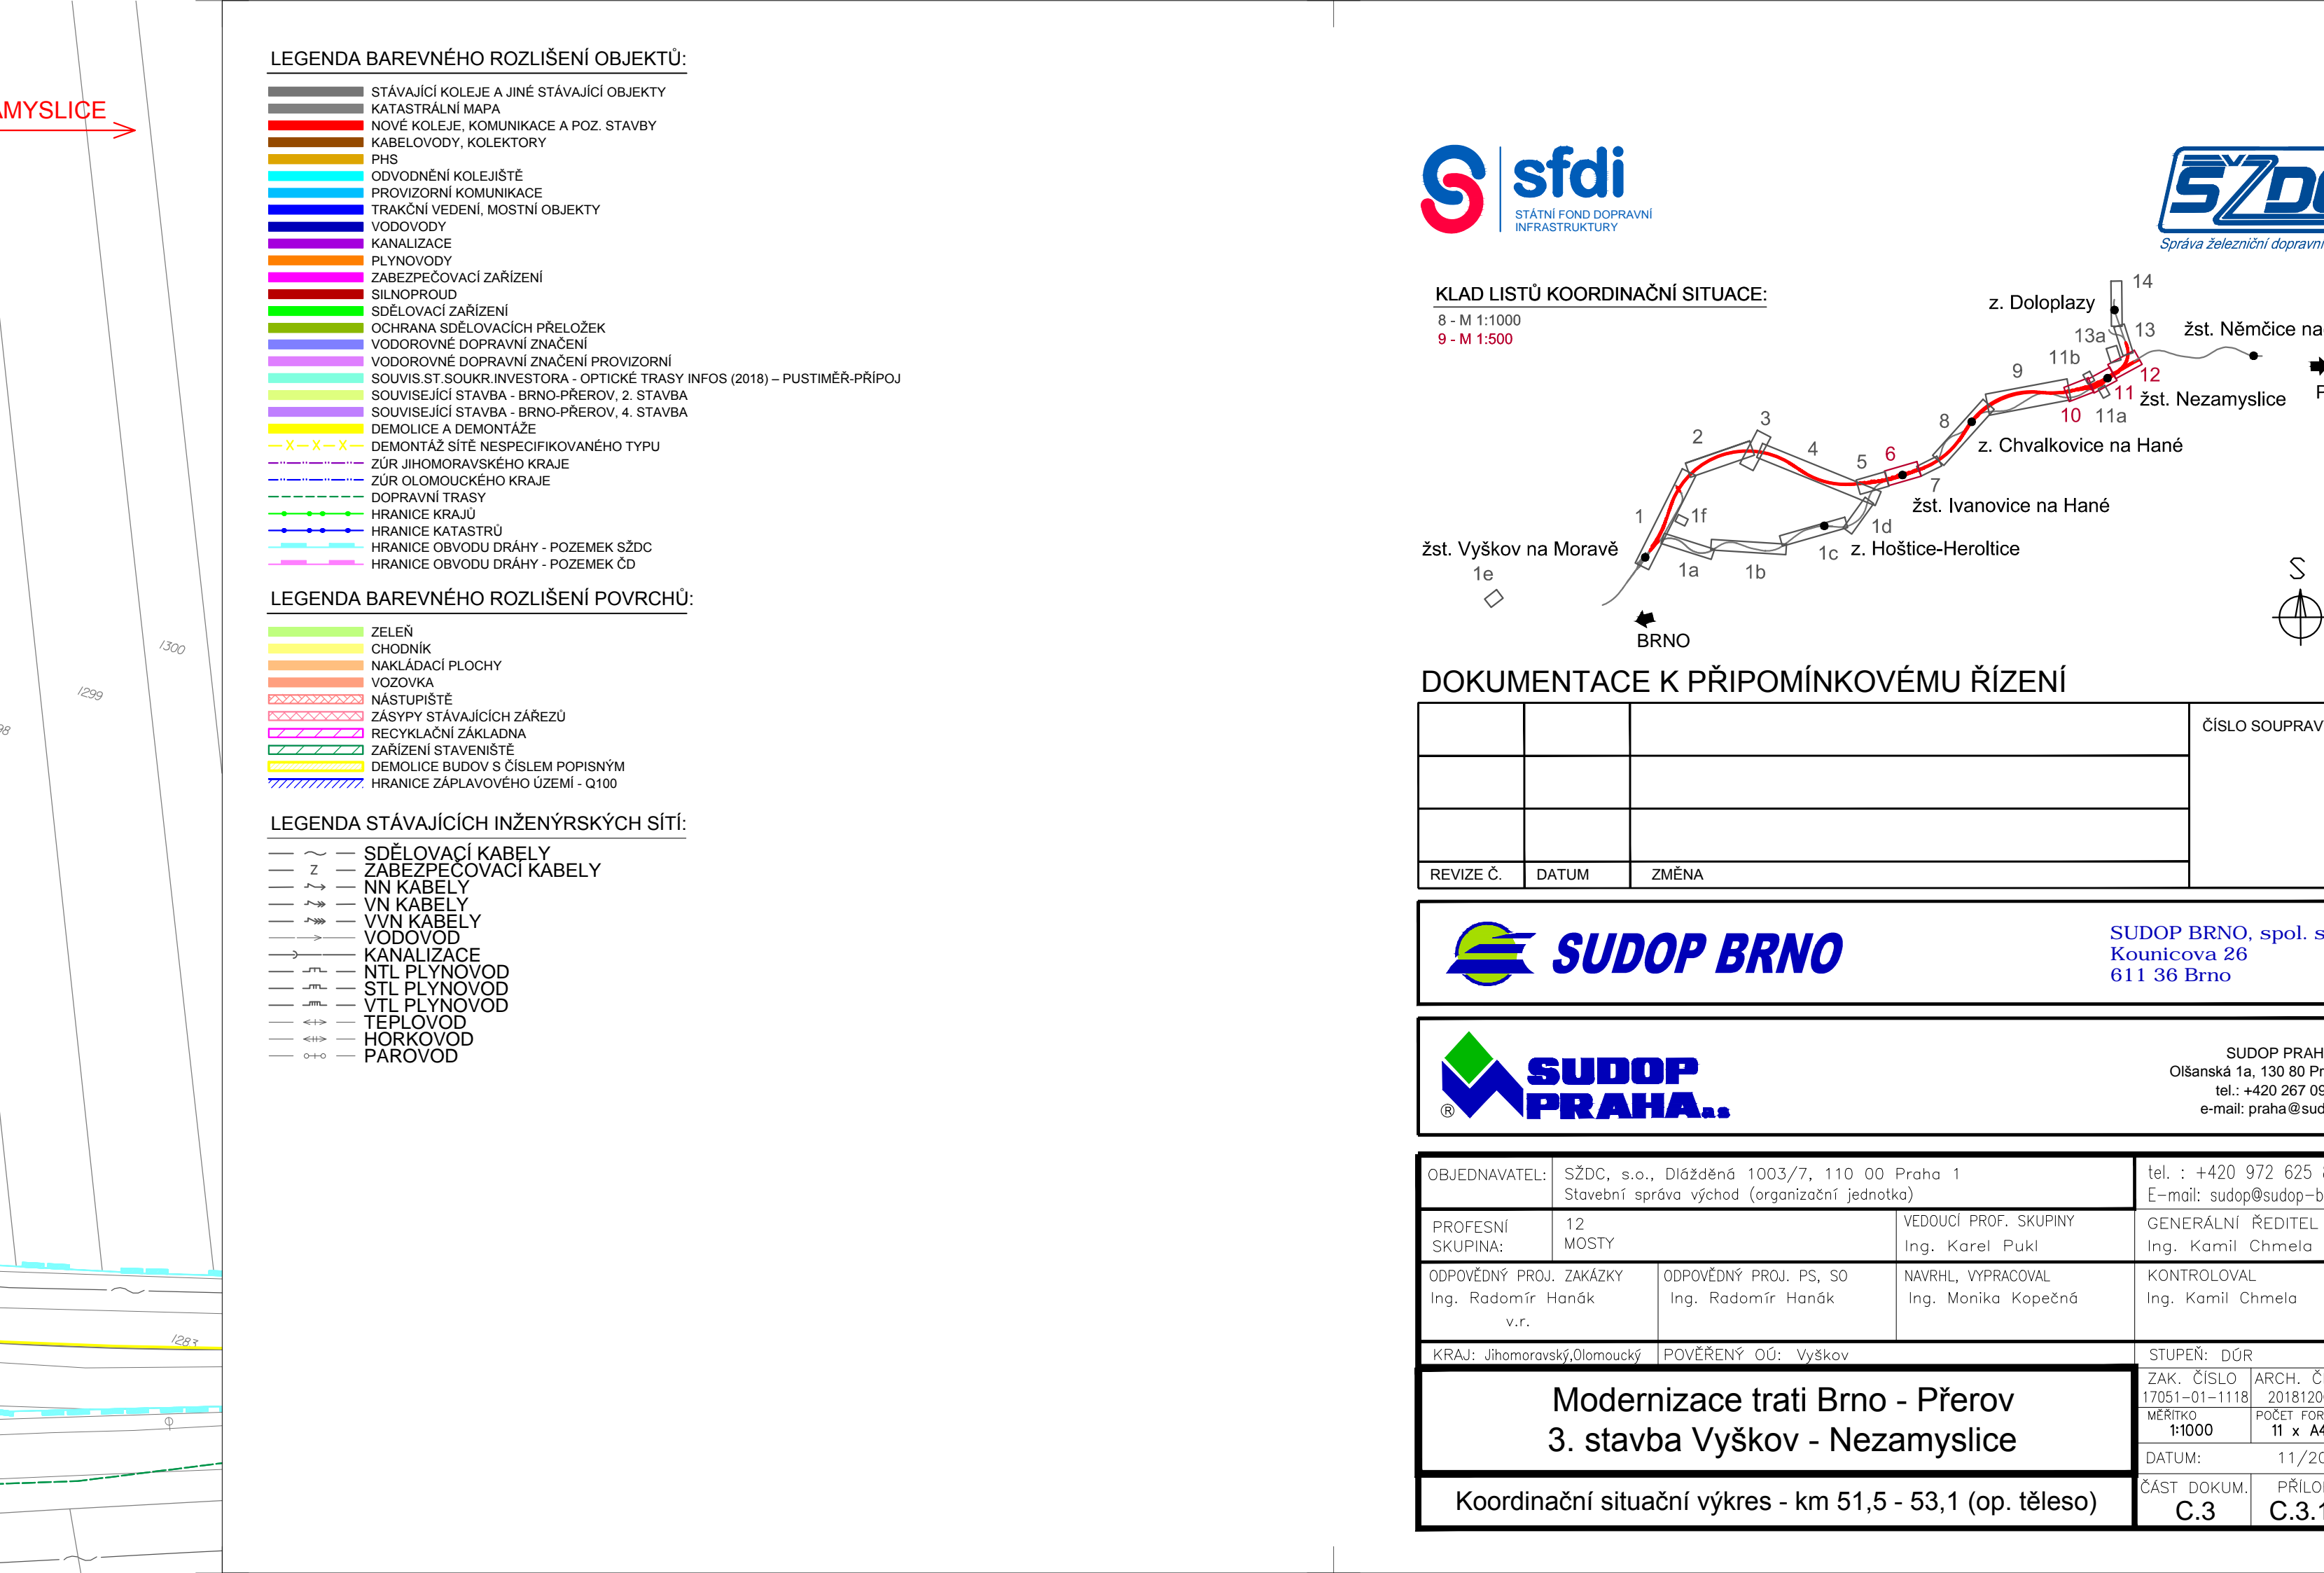 AMYSLICE
1300
1299
98
1283
LEGENDA BAREVNÉHO ROZLIŠENÍ OBJEKTŮ:
STÁVAJÍCÍ KOLEJE A JINÉ STÁVAJÍCÍ OBJEKTY
KATASTRÁLNÍ MAPA
NOVÉ KOLEJE, KOMUNIKACE A POZ. STAVBY
KABELOVODY, KOLEKTORY
PHS
ODVODNĚNÍ KOLEJIŠTĚ
PROVIZORNÍ KOMUNIKACE
TRAKČNÍ VEDENÍ, MOSTNÍ OBJEKTY
VODOVODY
KANALIZACE
PLYNOVODY
ZABEZPEČOVACÍ ZAŘÍZENÍ
SILNOPROUD
SDĚLOVACÍ ZAŘÍZENÍ
OCHRANA SDĚLOVACÍCH PŘELOŽEK
VODOROVNÉ DOPRAVNÍ ZNAČENÍ
VODOROVNÉ DOPRAVNÍ ZNAČENÍ PROVIZORNÍ
SOUVIS.ST.SOUKR.INVESTORA - OPTICKÉ TRASY INFOS (2018) – PUSTIMĚŘ-PŘÍPOJ
SOUVISEJÍCÍ STAVBA - BRNO-PŘEROV, 2. STAVBA
SOUVISEJÍCÍ STAVBA - BRNO-PŘEROV, 4. STAVBA
DEMOLICE A DEMONTÁŽE
X X X DEMONTÁŽ SÍTĚ NESPECIFIKOVANÉHO TYPU
ZÚR JIHOMORAVSKÉHO KRAJE
ZÚR OLOMOUCKÉHO KRAJE
DOPRAVNÍ TRASY
HRANICE KRAJŮ
HRANICE KATASTRŮ
HRANICE OBVODU DRÁHY - POZEMEK SŽDC
HRANICE OBVODU DRÁHY - POZEMEK ČD
LEGENDA BAREVNÉHO ROZLIŠENÍ POVRCHŮ:
ZELEŇ
CHODNÍK
NAKLÁDACÍ PLOCHY
VOZOVKA
NÁSTUPIŠTĚ
ZÁSYPY STÁVAJÍCÍCH ZÁŘEZŮ
RECYKLAČNÍ ZÁKLADNA
ZAŘÍZENÍ STAVENIŠTĚ
DEMOLICE BUDOV S ČÍSLEM POPISNÝM
HRANICE ZÁPLAVOVÉHO ÚZEMÍ - Q100
LEGENDA STÁVAJÍCÍCH INŽENÝRSKÝCH SÍTÍ:
SDĚLOVACÍ KABELY
Z ZABEZPEČOVACÍ KABELY
NN KABELY
VN KABELY
VVN KABELY
VODOVOD
KANALIZACE
NTL PLYNOVOD
STL PLYNOVOD
VTL PLYNOVOD
TEPLOVOD
HORKOVOD
PAROVOD
sfdi
STÁTNÍ FOND DOPRAVNÍ
INFRASTRUKTURY
SŽDC
Správa železniční dopravní
KLAD LISTŮ KOORDINAČNÍ SITUACE:
8 - M 1:1000
9 - M 1:500
14
z. Doloplazy
13a
13
žst. Němčice na
11b
9
12
11
žst. Nezamyslice
10
11a
8
z. Chvalkovice na Hané
3
2
4
5
6
7
žst. Ivanovice na Hané
1
1f
1d
žst. Vyškov na Moravě
1c
z. Hoštice-Heroltice
1e
1a
1b
S
BRNO
DOKUMENTACE K PŘIPOMÍNKOVÉMU ŘÍZENÍ
ČÍSLO SOUPRAV
REVIZE Č. DATUM ZMĚNA
SUDOP BRNO
SUDOP BRNO, spol. s
Kounicova 26
611 36 Brno
SUDOP
PRAHA a.s
®
SUDOP PRAH
Olšanská 1a, 130 80 Pr
tel.: +420 267 09
e-mail: praha@sud
OBJEDNAVATEL: SŽDC, s.o., Dlážděná 1003/7, 110 00 Praha 1
Stavební správa východ (organizační jednotka)
tel. : +420 972 625
E-mail: sudop@sudop-b
PROFESNÍ
SKUPINA:
12
MOSTY
VEDOUCÍ PROF. SKUPINY
Ing. Karel Pukl
GENERÁLNÍ ŘEDITEL
Ing. Kamil Chmela
ODPOVĚDNÝ PROJ. ZAKÁZKY
Ing. Radomír Hanák
v.r.
ODPOVĚDNÝ PROJ. PS, SO
Ing. Radomír Hanák
NAVRHL, VYPRACOVAL
Ing. Monika Kopečná
KONTROLOVAL
Ing. Kamil Chmela
KRAJ: Jihomoravský,Olomoucký
POVĚŘENÝ OÚ: Vyškov
STUPEŇ: DÚR
Modernizace trati Brno - Přerov
3. stavba Vyškov - Nezamyslice
ZAK. ČÍSLO
17051-01-1118
ARCH. Č
2018120
MĚŘÍTKO
1:1000
POČET FOR
11 x A4
DATUM: 11/20
Koordinační situační výkres - km 51,5 - 53,1 (op. těleso)
ČÁST DOKUM.
C.3
PŘÍLO
C.3.1